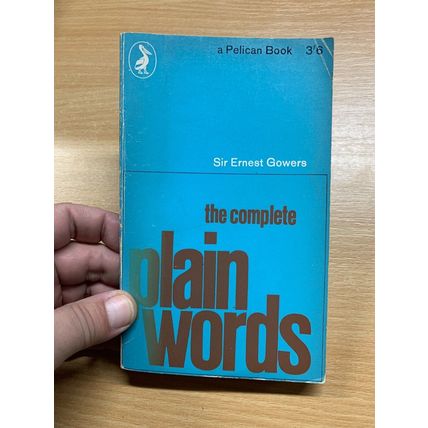 a Pelican Book 3'6
Sir Ernest Gowers
the complete
plain
words